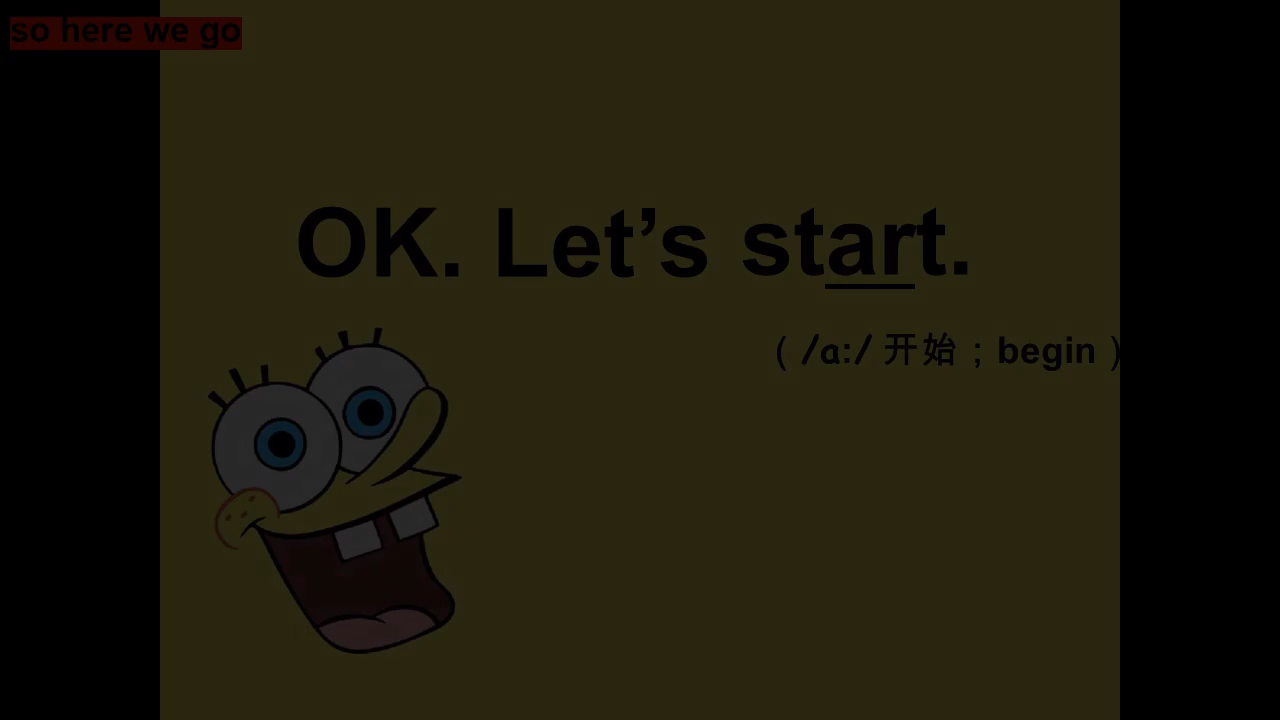 so here we go
OK. Let’s start.
( /ɑ:/ 开始 ; begin )